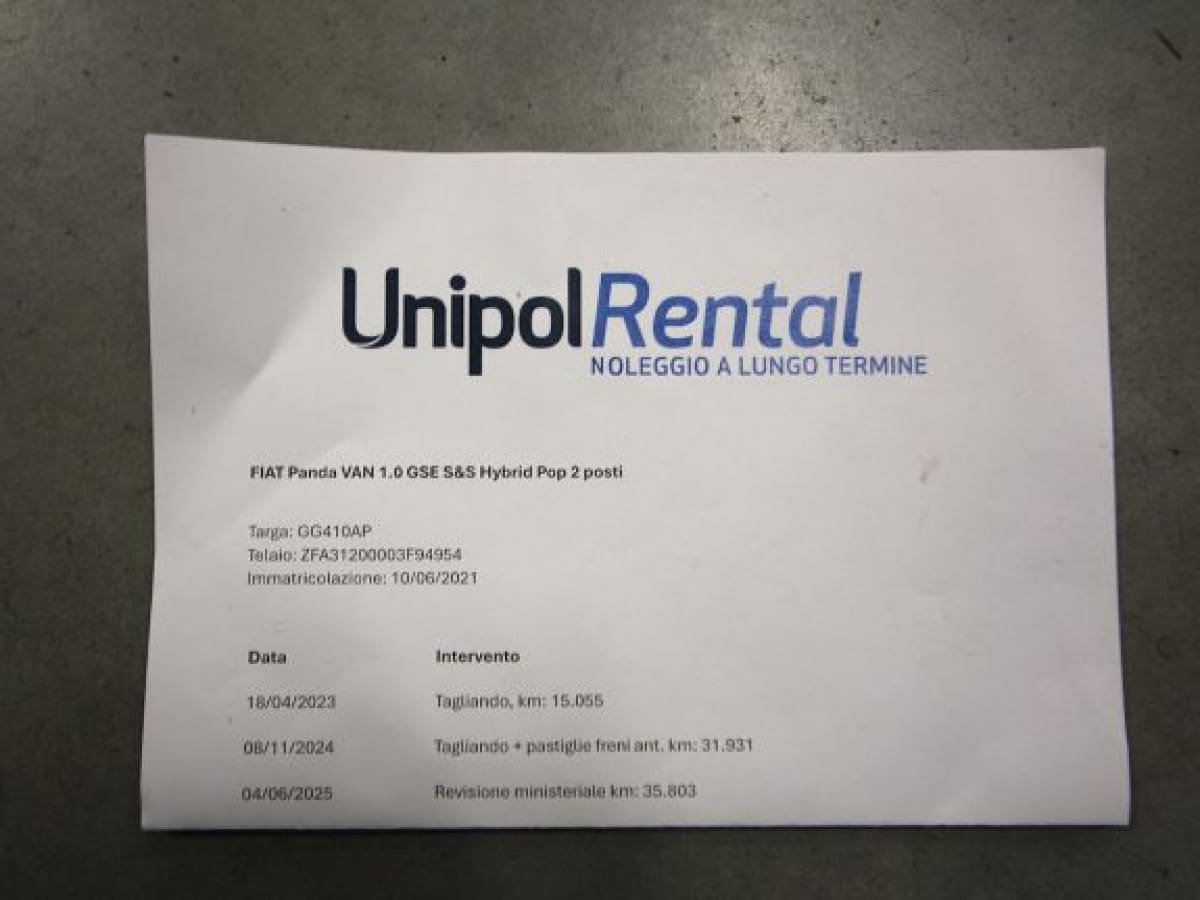 UnipolRental
NOLEGGIO A LUNGO TERMINE
FIAT Panda VAN 1.0 GSE S&S Hybrid Pop 2 posti
Targa: GG410AP
Telaio: ZFA31200003F94954
Immatricolazione: 10/06/2021
Data Intervento
18/04/2023 Tagliando, km: 15.055
08/11/2024 Tagliando + pastiglie freni ant. km: 31.931
04/06/2025 Revisione ministeriale km: 35.803